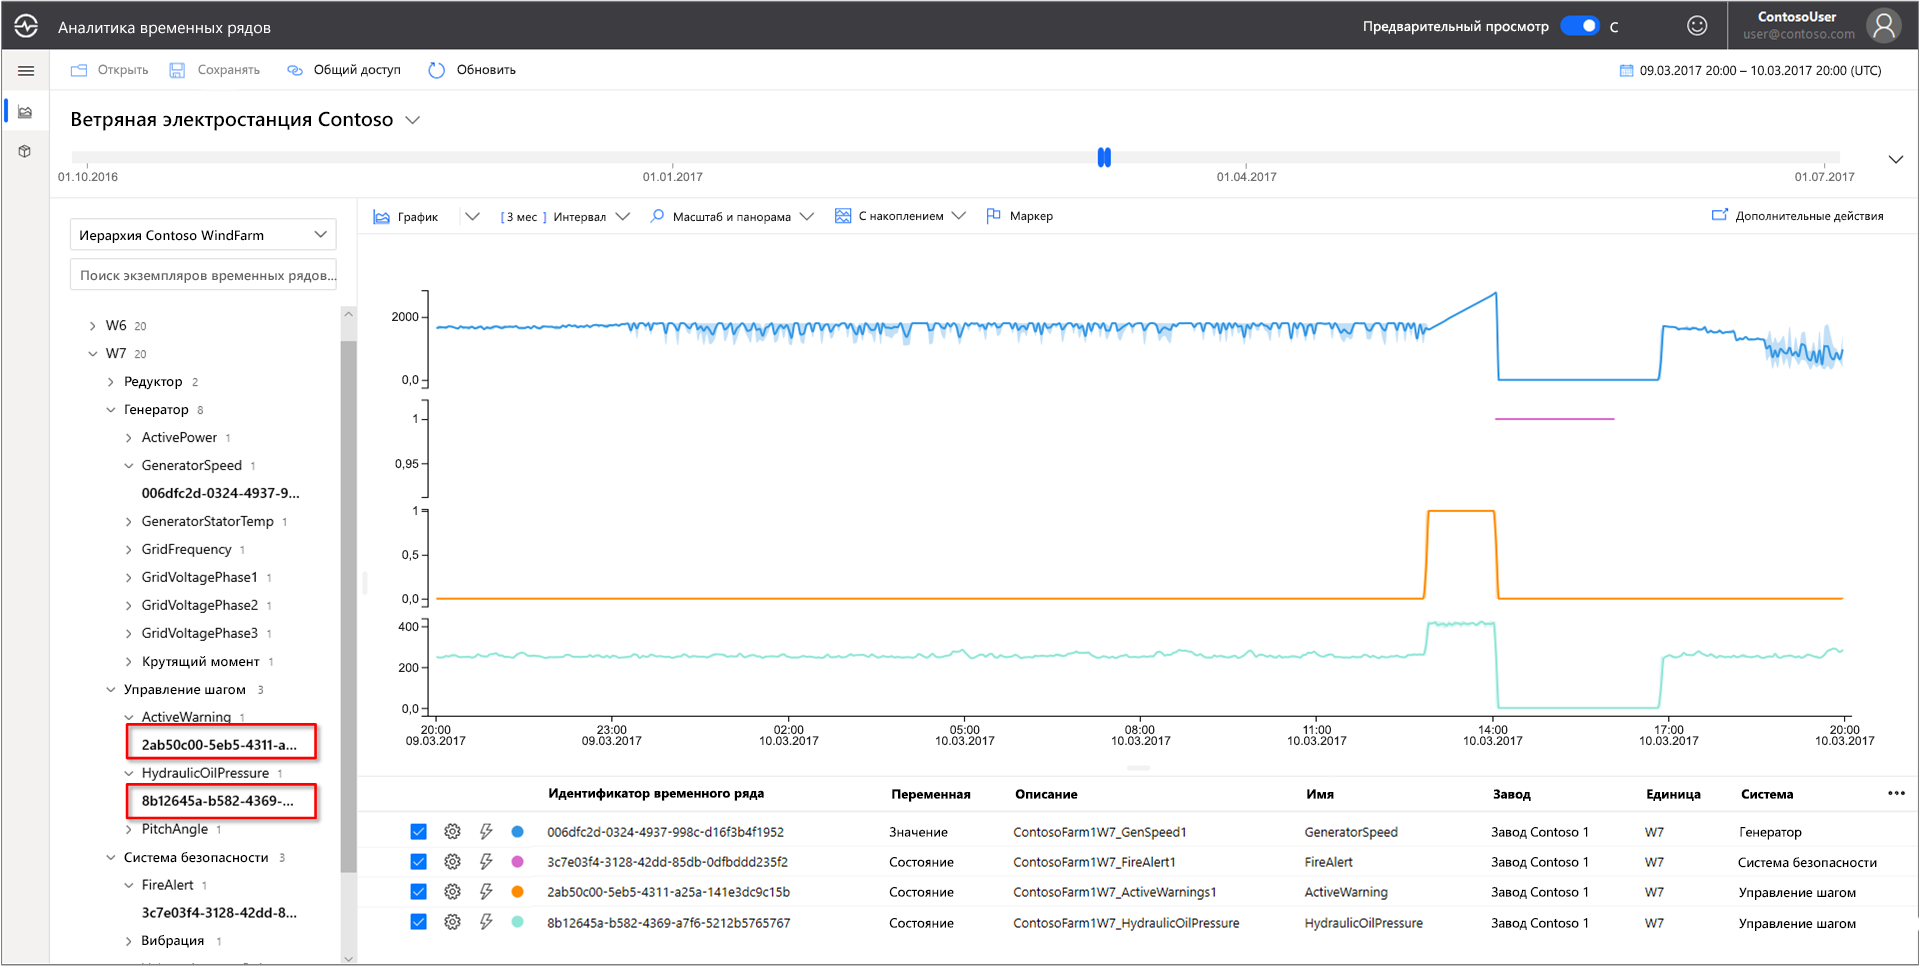 Аналитика временных рядов
Предварительный просмотр С
ContosoUser
user@contoso.com
Открыть Сохранять Общий доступ Обновить
09.03.2017 20:00 – 10.03.2017 20:00 (UTC)
Ветряная электростанция Contoso
01.10.2016 01.01.2017 01.04.2017 01.07.2017
Иерархия Contoso WindFarm
Поиск экземпляров временных рядов...
W6 20
W7 20
Редуктор 2
Генератор 8
ActivePower 1
GeneratorSpeed 1
006dfc2d-0324-4937-9...
GeneratorStatorTemp 1
GridFrequency 1
GridVoltagePhase1 1
GridVoltagePhase2 1
GridVoltagePhase3 1
Крутящий момент 1
Управление шагом 3
ActiveWarning 1
2ab50c00-5eb5-4311-a...
HydraulicOilPressure 1
8b12645a-b582-4369-...
PitchAngle 1
Система безопасности 3
FireAlert 1
3c7e03f4-3128-42dd-8...
Вибрация 1
График [ 3 мес ] Интервал Масштаб и панорама С накоплением Маркер Дополнительные действия
2000
0,0
1
0,95
1
0,5
0,0
400
200
0,0
20:00 23:00 02:00 05:00 08:00 11:00 14:00 17:00 20:00
09.03.2017 09.03.2017 10.03.2017 10.03.2017 10.03.2017 10.03.2017 10.03.2017 10.03.2017 10.03.2017
Идентификатор временного ряда Переменная Описание Имя Завод Единица Система
006dfc2d-0324-4937-998c-d16f3b4f1952 Значение ContosoFarm1W7_GenSpeed1 GeneratorSpeed Завод Contoso 1 W7 Генератор
3c7e03f4-3128-42dd-85db-0dfbddd235f2 Состояние ContosoFarm1W7_FireAlert1 FireAlert Завод Contoso 1 W7 Система безопасности
2ab50c00-5eb5-4311-a25a-141e3dc9c15b Состояние ContosoFarm1W7_ActiveWarnings1 ActiveWarning Завод Contoso 1 W7 Управление шагом
8b12645a-b582-4369-a7f6-5212b5765767 Состояние ContosoFarm1W7_HydraulicOilPressure HydraulicOilPressure Завод Contoso 1 W7 Управление шагом